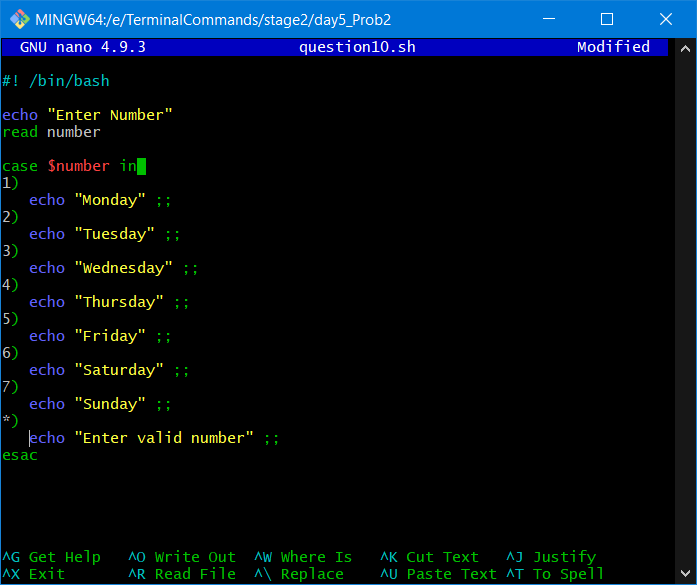 MINGW64:/e/TerminalCommands/stage2/day5_Prob2
GNU nano 4.9.3 question10.sh Modified
#! /bin/bash
echo "Enter Number"
read number
case $number in
1)
echo "Monday" ;;
2)
echo "Tuesday" ;;
3)
echo "Wednesday" ;;
4)
echo "Thursday" ;;
5)
echo "Friday" ;;
6)
echo "Saturday" ;;
7)
echo "Sunday" ;;
*)
echo "Enter valid number" ;;
esac
^G Get Help ^O Write Out ^W Where Is ^K Cut Text ^J Justify
^X Exit ^R Read File ^\ Replace ^U Paste Text ^T To Spell